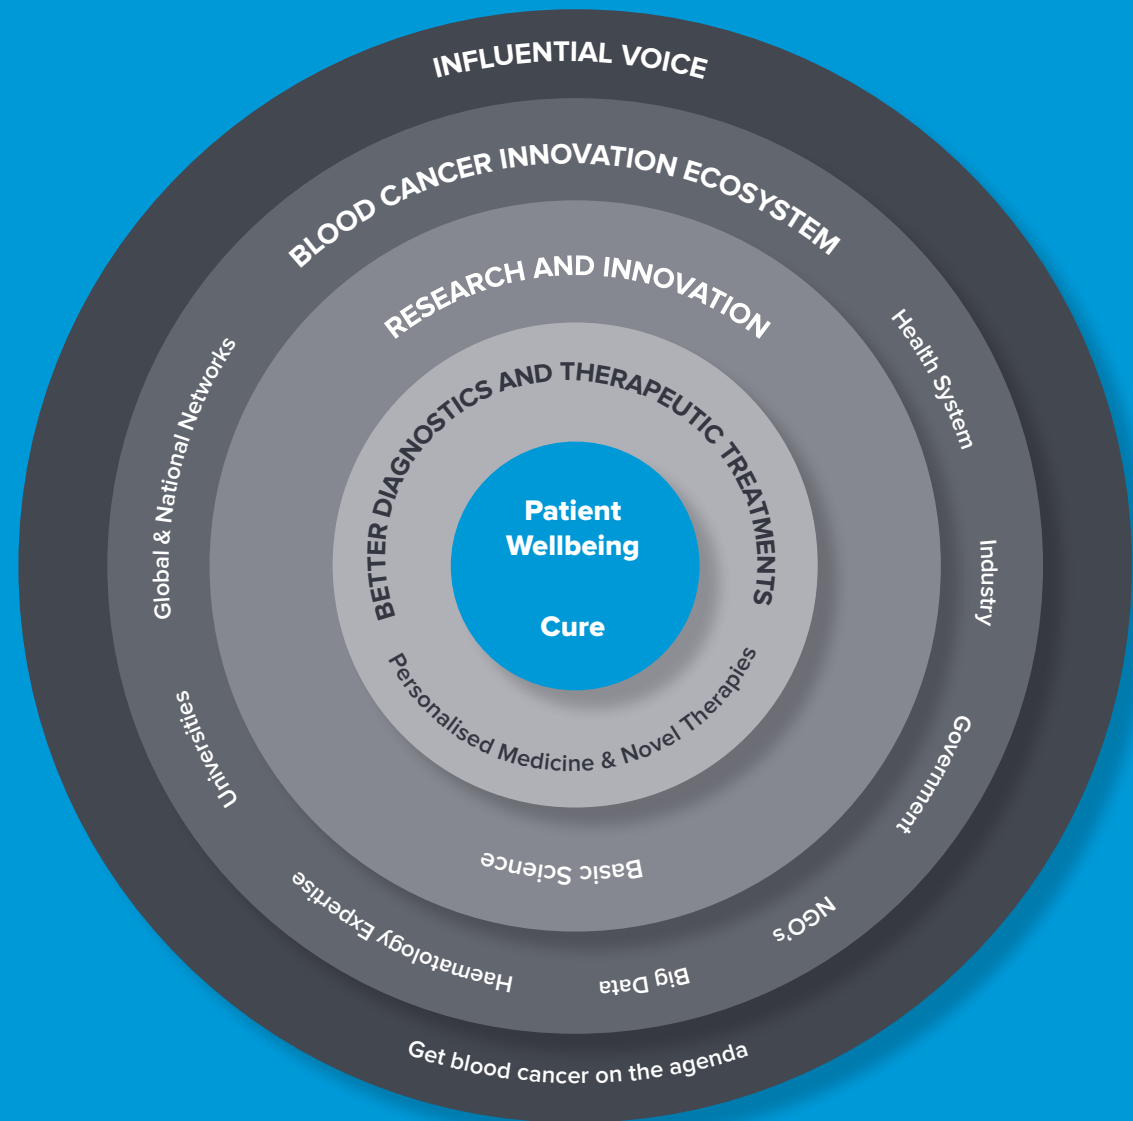 INFLUENTIAL VOICE
BLOOD CANCER INNOVATION ECOSYSTEM
RESEARCH AND INNOVATION
BETTER DIAGNOSTICS AND THERAPEUTIC TREATMENTS
Patient
Wellbeing
Cure
Personalised Medicine & Novel Therapies
Basic Science
Health System
Industry
Government
NGO's
Big Data
Haematology Expertise
Universities
Global & National Networks
Get blood cancer on the agenda